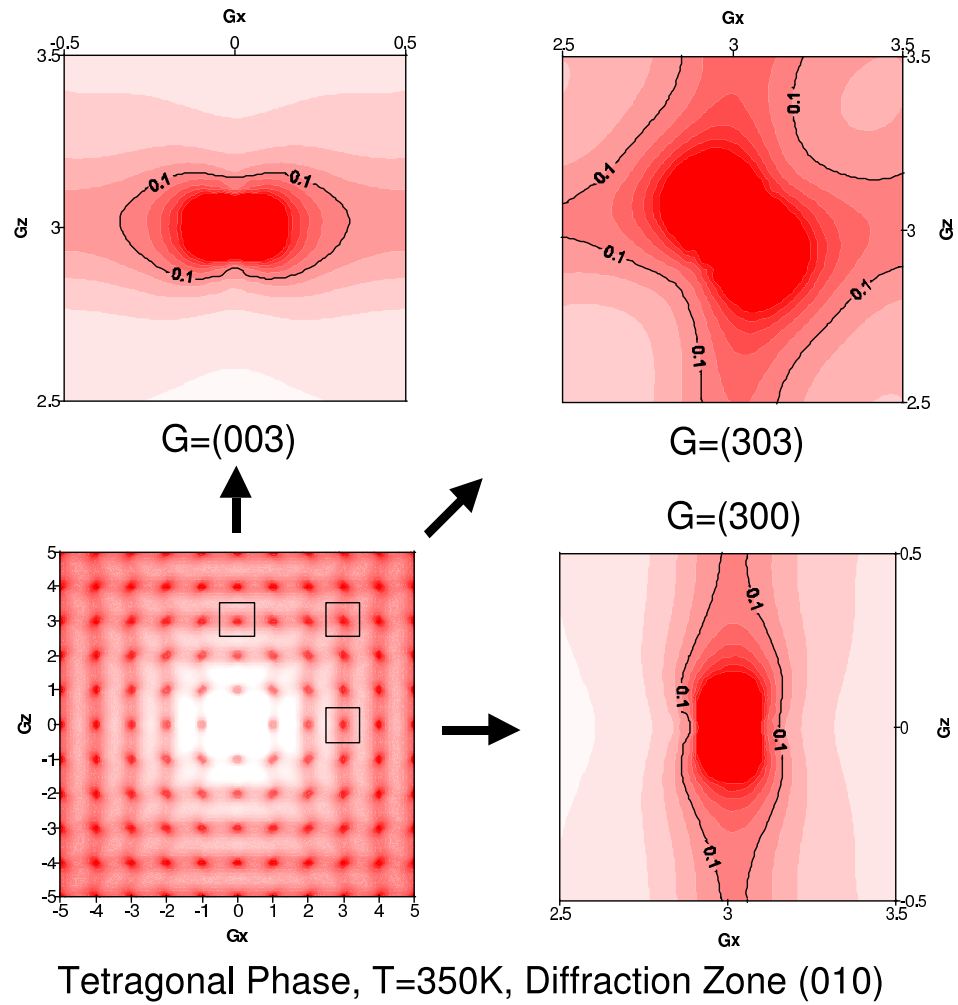 Gx
-0.5 0 0.5
3.5
0.1 0.1
Gz
3
0.1
2.5
G=(003)
Gx
2.5 3 3.5
3.5
0.1
0.1
3
Gz
0.1
0.1
2.5
G=(303)
G=(300)
5
4
3
2
1
Gz
0
-1
-2
-3
-4
-5
-5 -4 -3 -2 -1 0 1 2 3 4 5
Gx
0.5
0.1
0.1
0
Gz
0.1
0.1
-0.5
2.5 3 3.5
Gx
Tetragonal Phase, T=350K, Diffraction Zone (010)